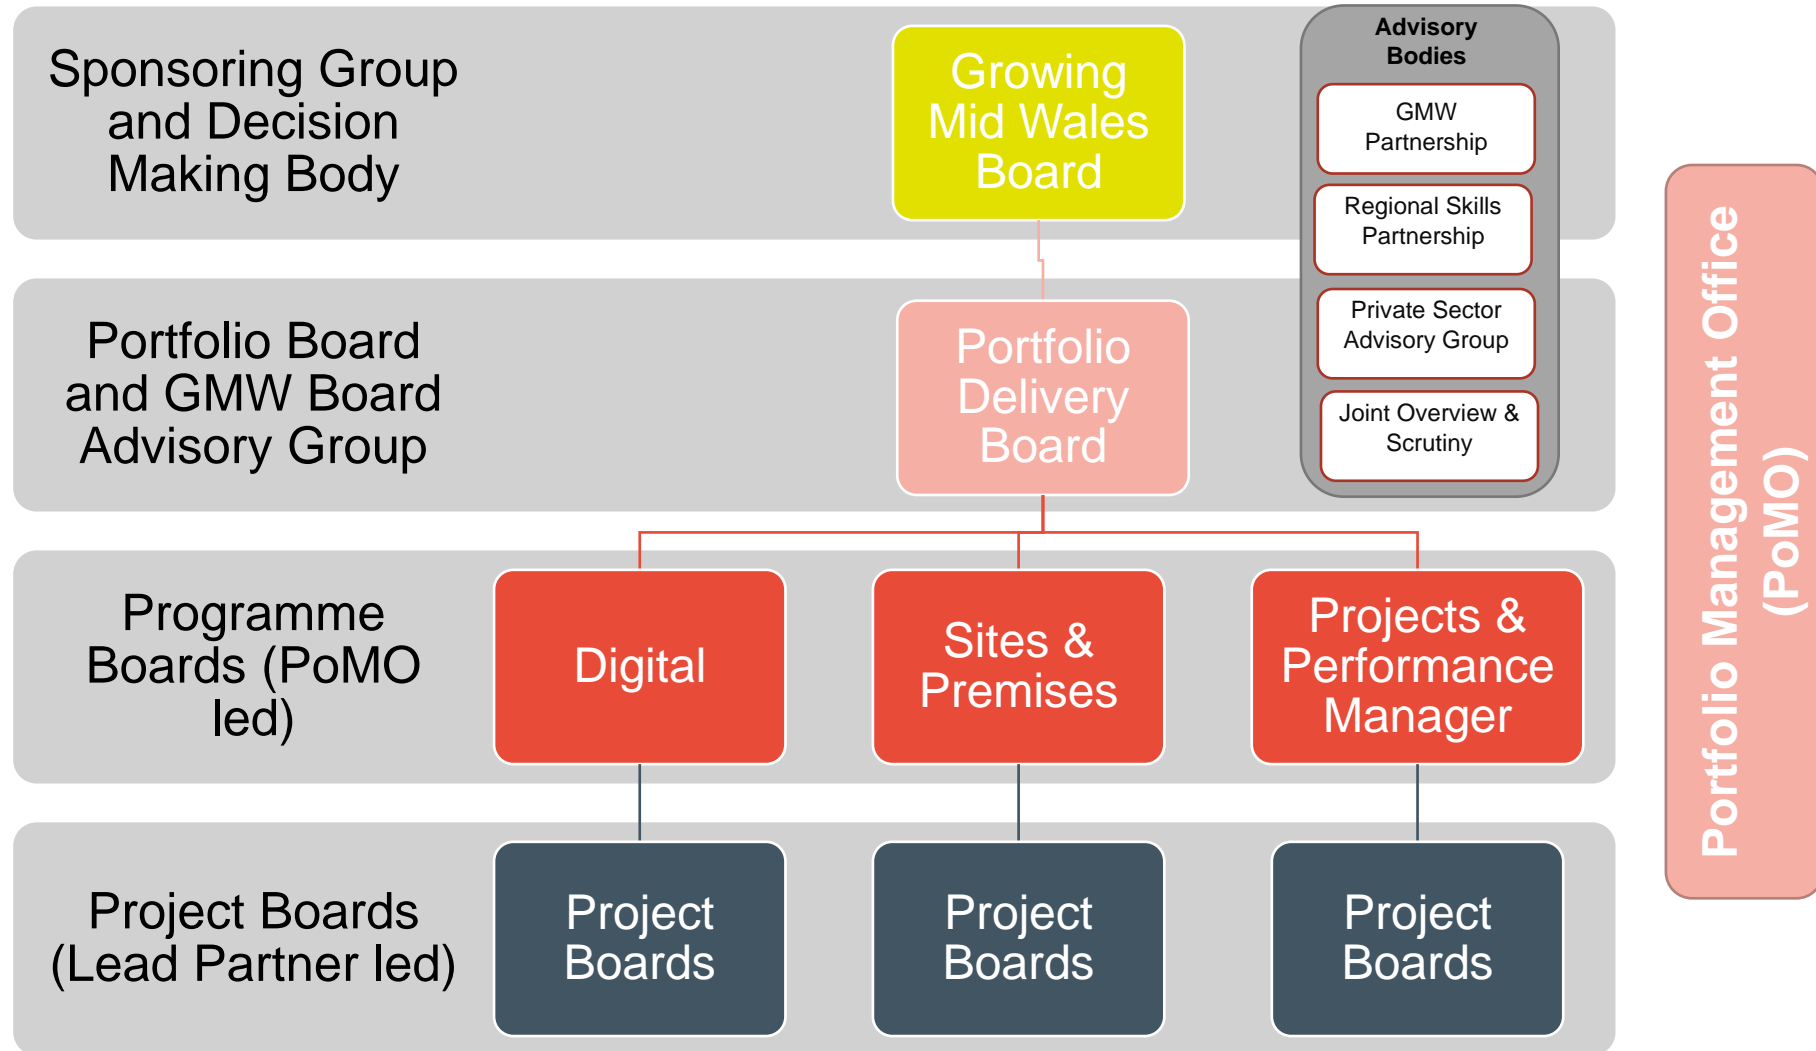 Sponsoring Group
and Decision
Making Body
Growing
Mid Wales
Board
Advisory
Bodies
GMW
Partnership
Regional Skills
Partnership
Private Sector
Advisory Group
Joint Overview &
Scrutiny
Portfolio Board
and GMW Board
Advisory Group
Portfolio
Delivery
Board
Programme
Boards (PoMO
led)
Digital
Sites &
Premises
Projects &
Performance
Manager
Project Boards
(Lead Partner led)
Project
Boards
Project
Boards
Project
Boards
Portfolio Management Office
(PoMO)